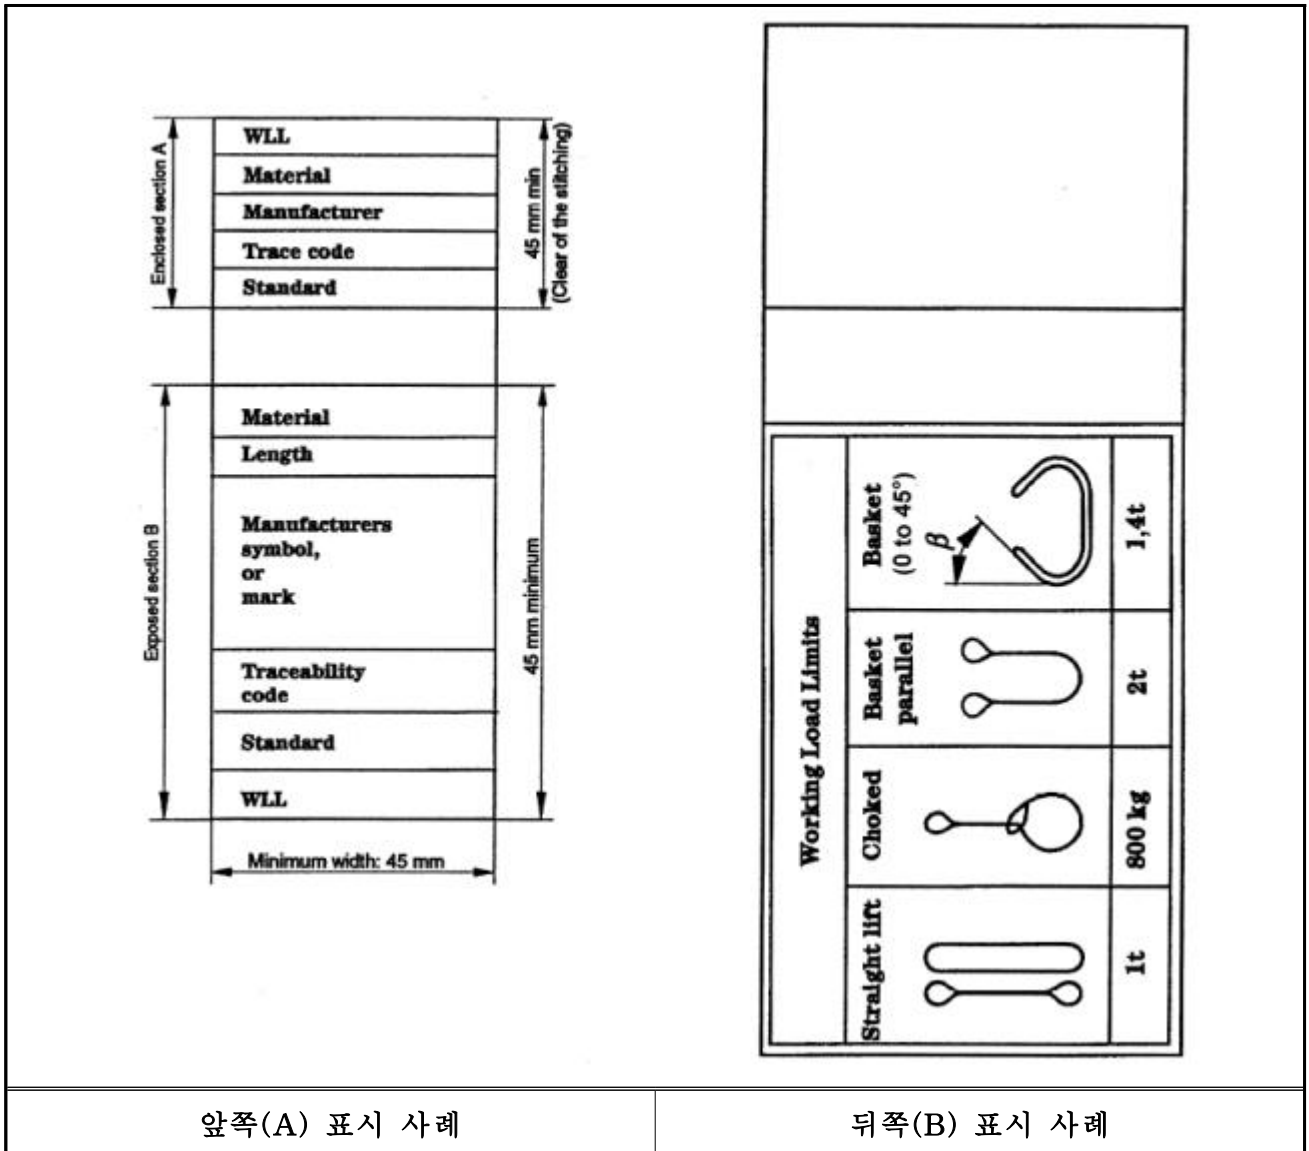 Enclosed section A
WLL
Material
Manufacturer
Trace code
Standard
45 mm min
(Clear of the stitching)
Exposed section B
Material
Length
Manufacturers
symbol,
or
mark
Traceability
code
Standard
WLL
45 mm minimum
Minimum width: 45 mm
Working Load Limits
Straight lift
1t
Choked
800 kg
Basket
parallel
2t
Basket
(0 to 45°)
β
1,4t
앞쪽(A) 표시 사례
뒤쪽(B) 표시 사례